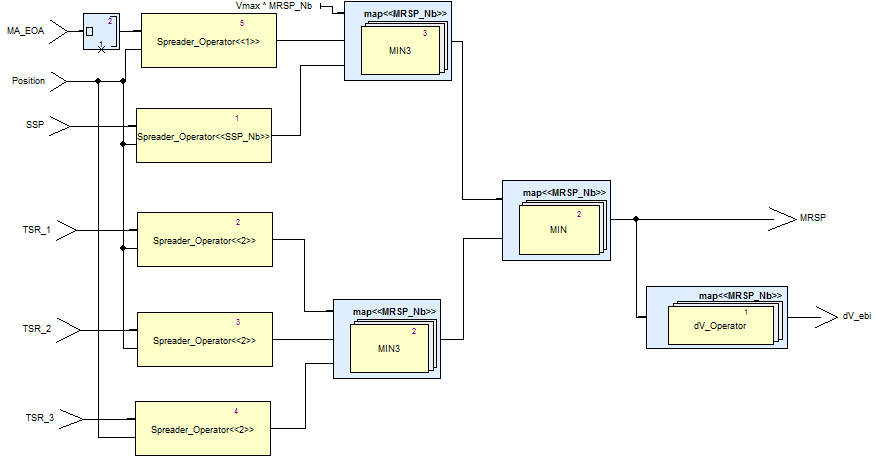 Vmax * MRSP_Nb
map<<MRSP_Nb>>
3
MIN3
MA_EOA
2
1
5
Spreader_Operator<<1>>
Position
SSP
1
Spreader_Operator<<SSP_Nb>>
map<<MRSP_Nb>>
2
MIN
MRSP
TSR_1
2
Spreader_Operator<<2>>
map<<MRSP_Nb>>
1
dV_Operator
dV_ebi
TSR_2
3
Spreader_Operator<<2>>
map<<MRSP_Nb>>
2
MIN3
TSR_3
4
Spreader_Operator<<2>>